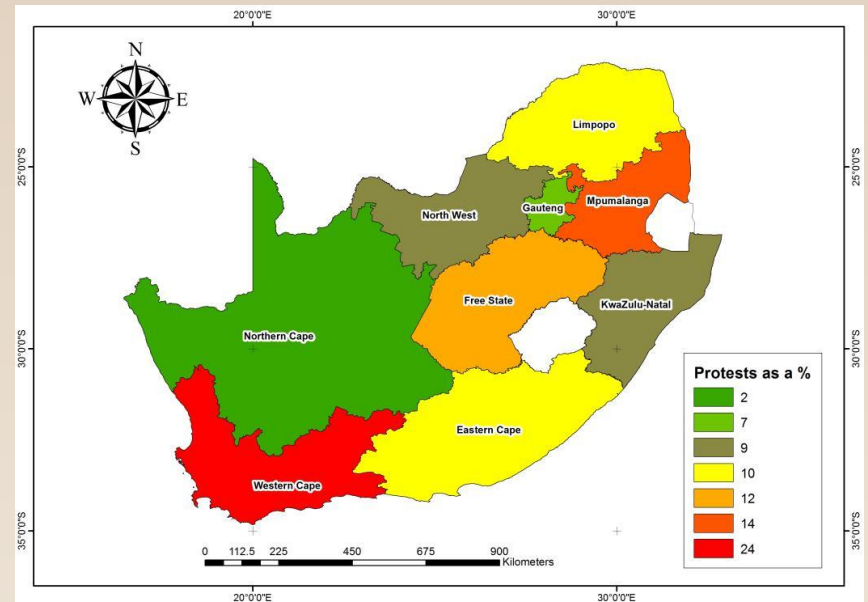 20°0'0"E 30°0'0"E
N
W E
S
Limpopo
25°0'0"S 25°0'0"S
Mpumalanga
Gauteng
North West
Free State
KwaZulu-Natal
Northern Cape
30°0'0"S 30°0'0"S
Eastern Cape
Western Cape
Protests as a %
2
7
9
10
12
14
24
35°0'0"S 35°0'0"S
0 112.5 225 450 675 900
Kilometers
20°0'0"E 30°0'0"E